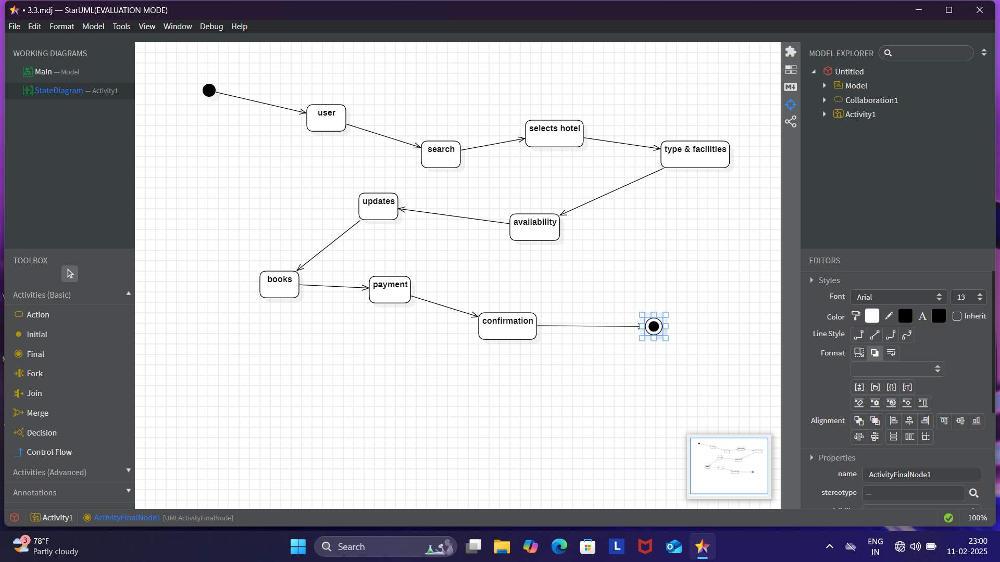 • 3.3.mdj — StarUML(EVALUATION MODE)
File Edit Format Model Tools View Window Debug Help
WORKING DIAGRAMS
Main — Model
StateDiagram — Activity1
TOOLBOX
Activities (Basic)
Action
Initial
Final
Fork
Join
Merge
Decision
Control Flow
Activities (Advanced)
Annotations
user
search
selects hotel
type & facilities
availability
updates
books
payment
confirmation
MODEL EXPLORER
Untitled
Model
Collaboration1
Activity1
EDITORS
Styles
Font Arial 13
Color A Inherit
Line Style
Format
Alignment
Properties
name ActivityFinalNode1
stereotype —
Activity1 ActivityFinalNode1 [UMLActivityFinalNode] 100%
3 78°F
Partly cloudy
Search
L
ENG
IN
23:00
11-02-2025